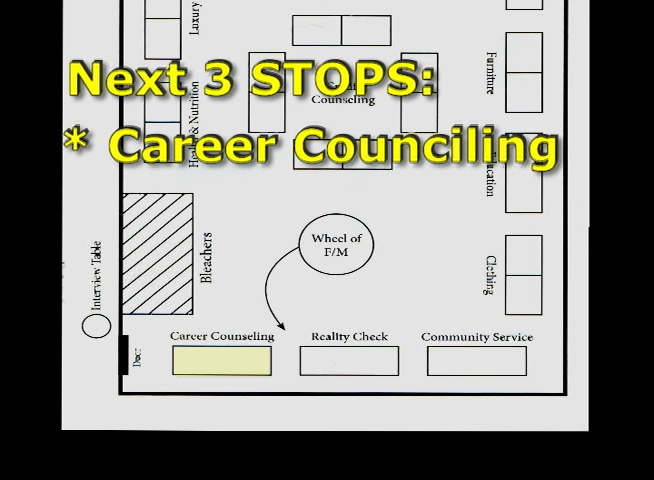 Luxury
Next 3 STOPS:
Furniture
Counseling
Health & Nutrition
* Career Counciling
Education
Wheel of
F/M
Bleachers
Interview Table
Clothing
Career Counseling
Reality Check
Community Service
Door